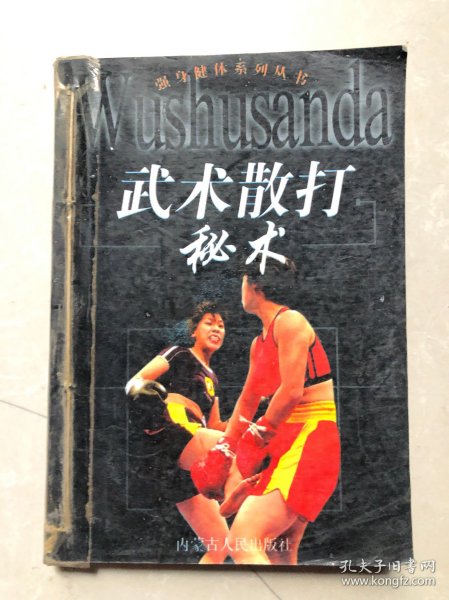 强身健体系列丛书
Wushusanda
武术散打
秘术
内蒙古人民出版社
孔夫子旧书网
www.kongfz.com